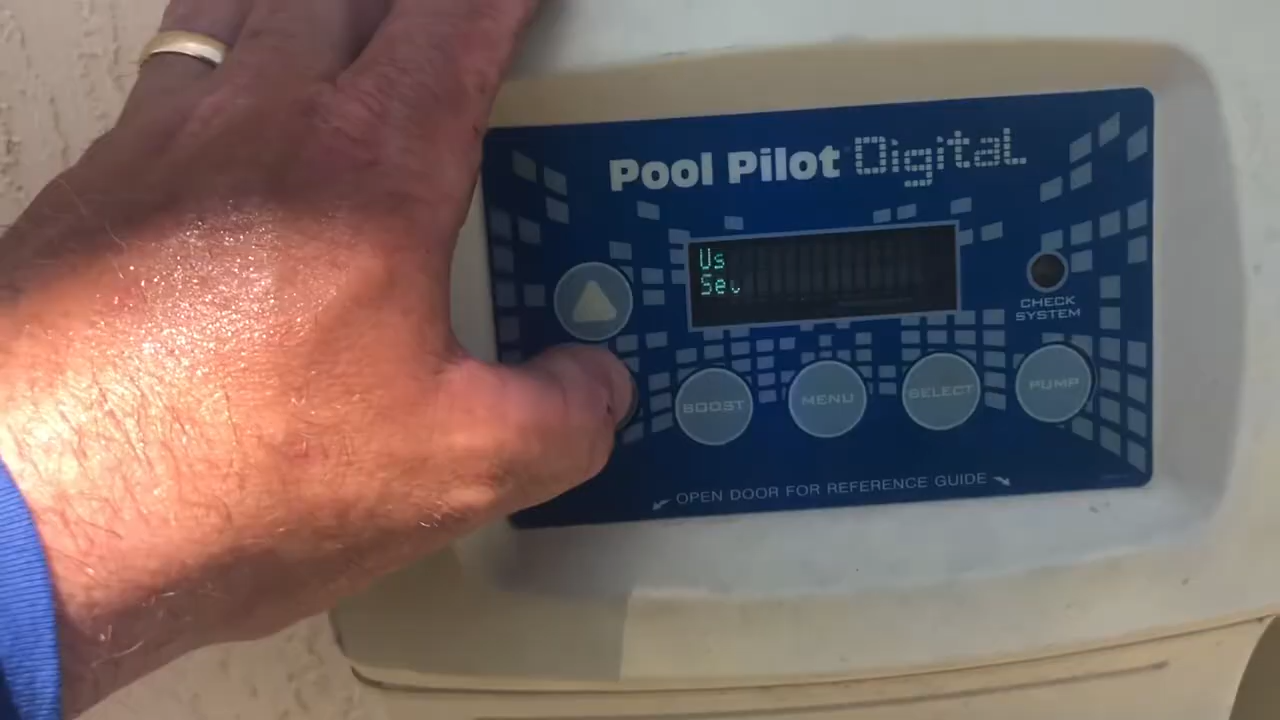 Pool Pilot Digital
Us
Se
CHECK
SYSTEM
BOOST
MENU
SELECT
PUMP
OPEN DOOR FOR REFERENCE GUIDE